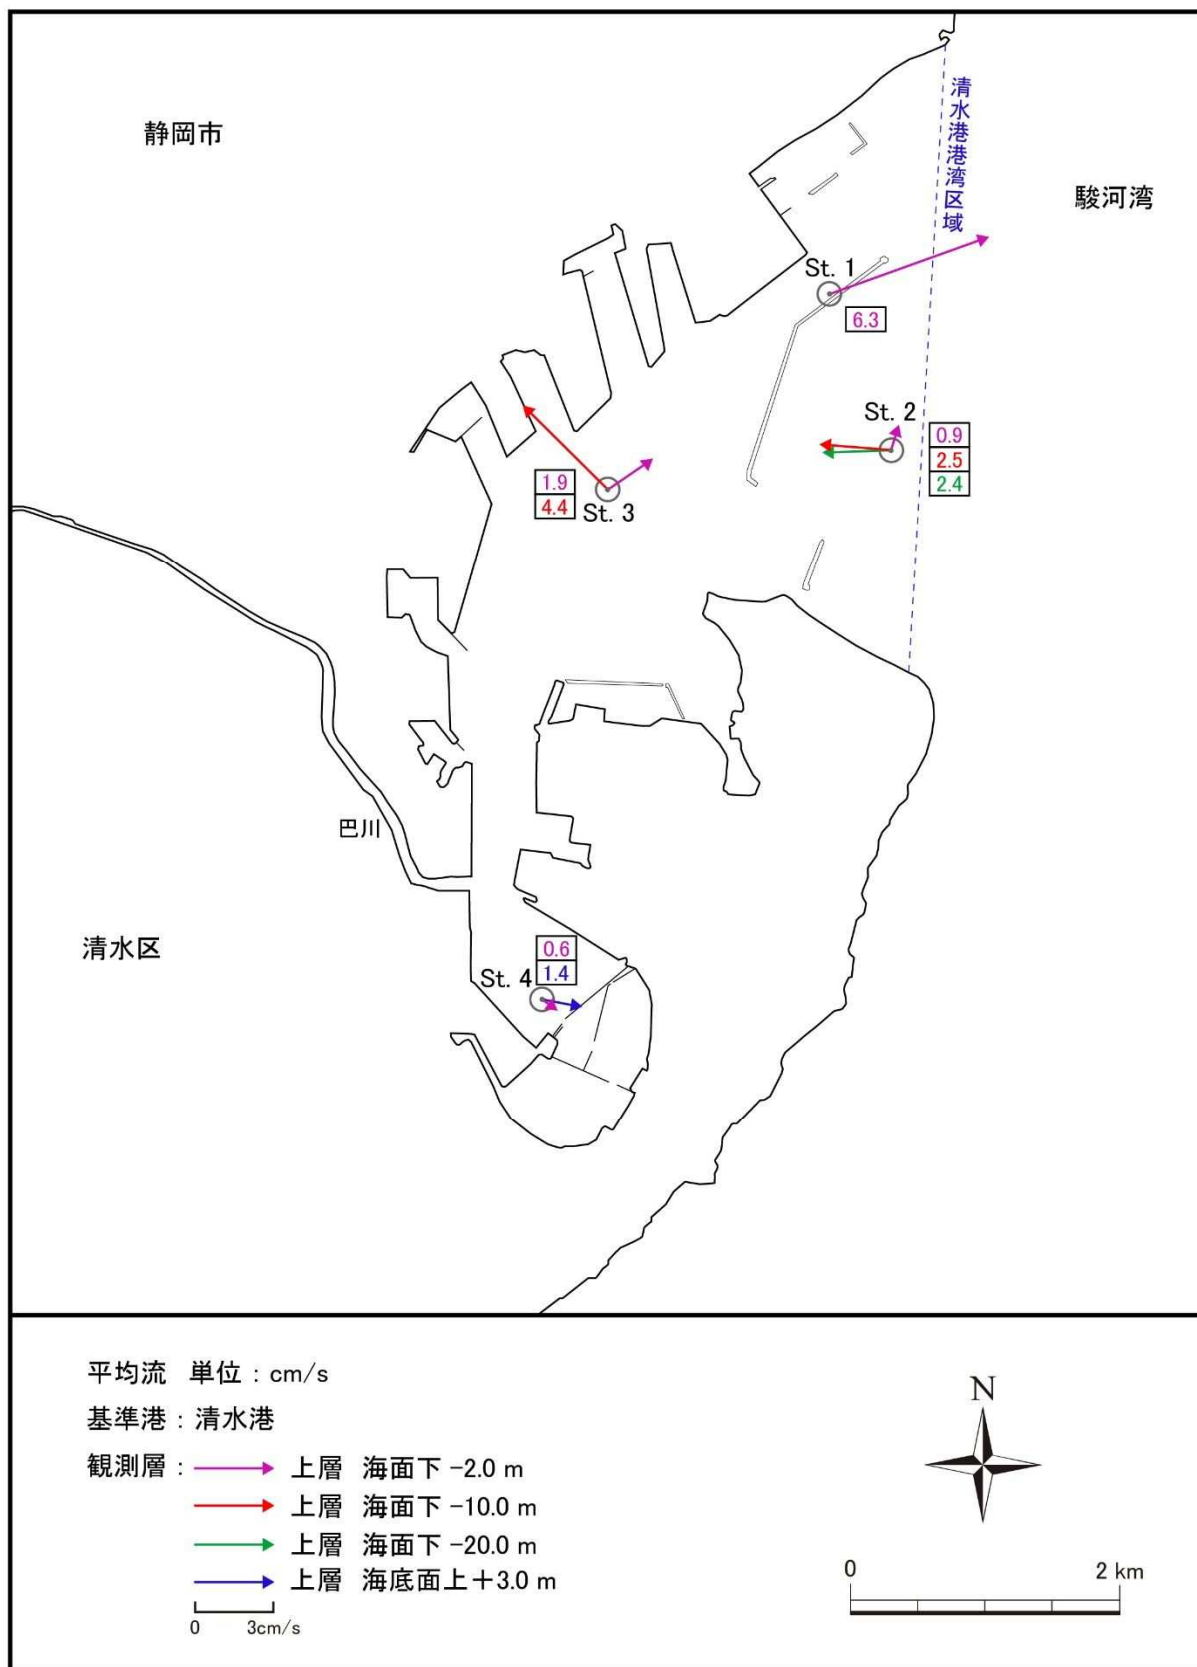 静岡市
清水港港湾区域
駿河湾
St. 1
6.3
St. 2
0.9
2.5
2.4
1.9
4.4
St. 3
巴川
清水区
0.6
1.4
St. 4
平均流 単位：cm/s
基準港：清水港
観測層：
上層 海面下 -2.0 m
上層 海面下 -10.0 m
上層 海面下 -20.0 m
上層 海底面上＋3.0 m
0 3cm/s
N
0 2 km